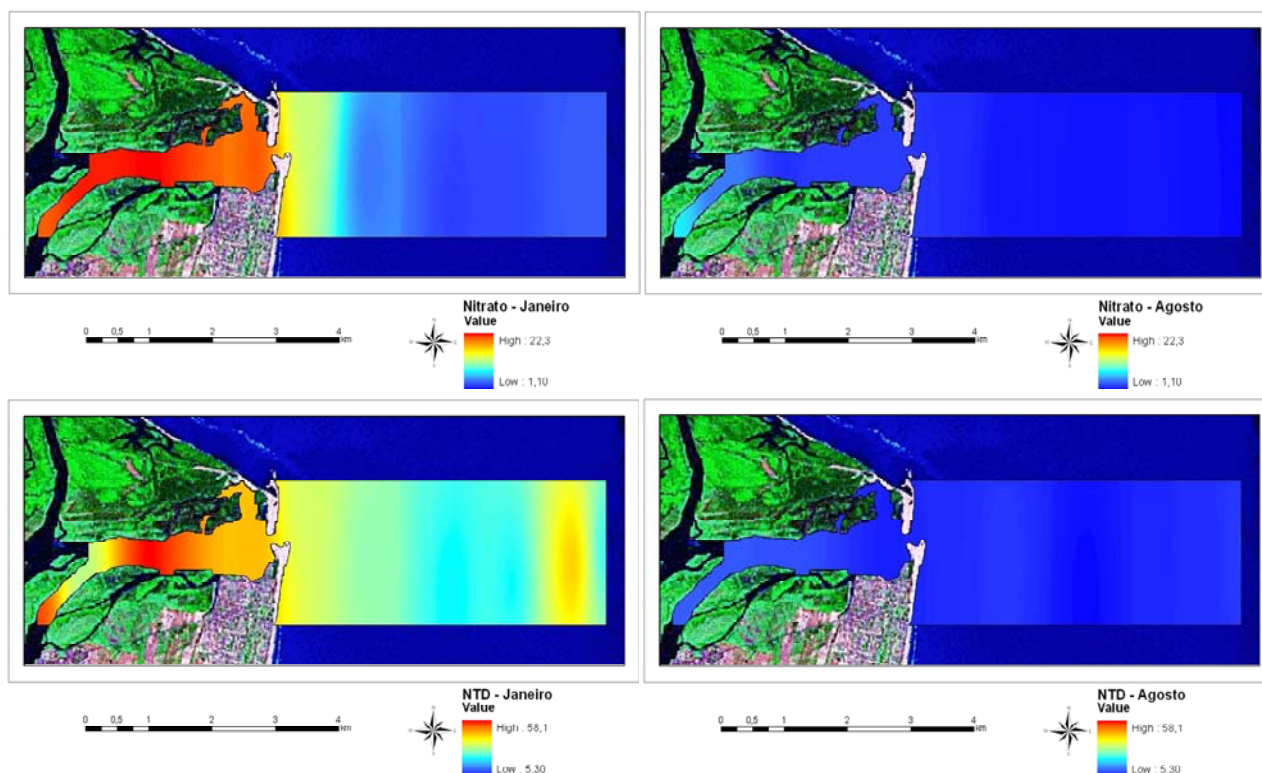 Nitrato - Janeiro
Value
High : 22,3
Low : 1,10
0 0,5 1 2 3 4
km
N
Nitrato - Agosto
Value
High : 22,3
Low : 1,10
0 0,5 1 2 3 4
km
N
NTD - Janeiro
Value
High : 58,1
Low : 5,30
0 0,5 1 2 3 4
km
N
NTD - Agosto
Value
High : 58,1
Low : 5,30
0 0,5 1 2 3 4
km
N